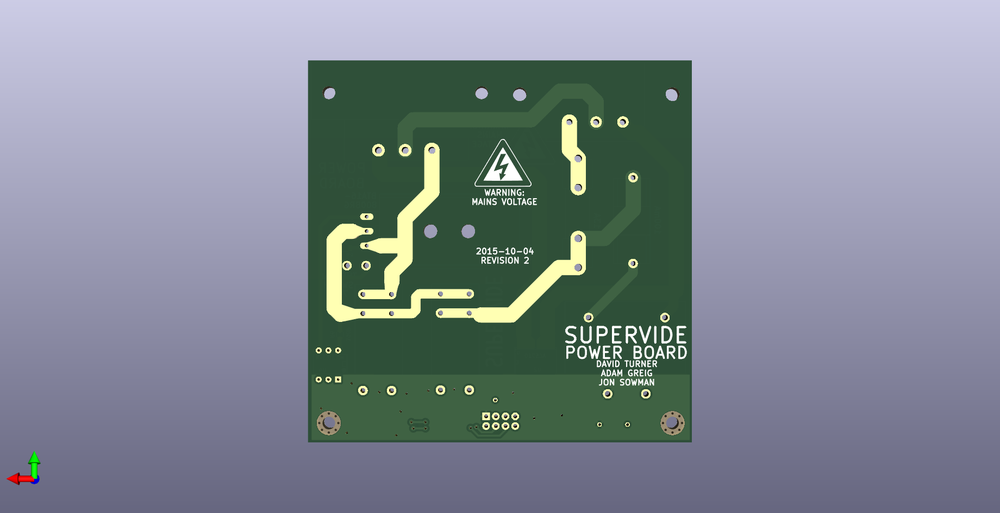 WARNING:
MAINS VOLTAGE
2015-10-04
REVISION 2
SUPERVIDE
POWER BOARD
DAVID TURNER
ADAM GREIG
JON SOWMAN